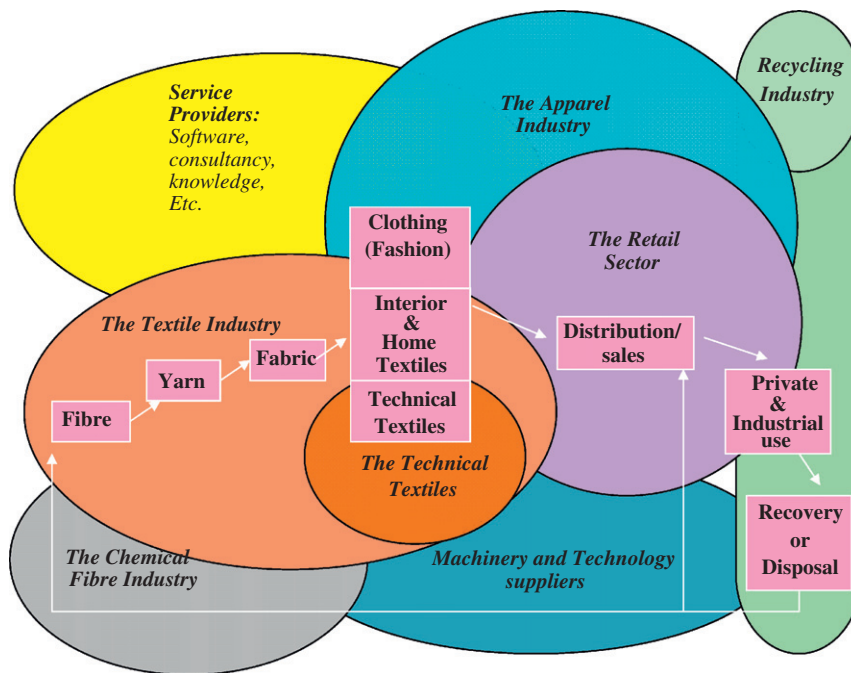 Service
Providers:
Software,
consultancy,
knowledge,
Etc.
The Apparel
Industry
Recycling
Industry
Clothing
(Fashion)
The Retail
Sector
The Textile Industry
Interior
&
Home
Textiles
Distribution/
sales
Fabric
Yarn
Fibre
Technical
Textiles
Private
&
Industrial
use
The Technical
Textiles
Recovery
or
Disposal
The Chemical
Fibre Industry
Machinery and Technology
suppliers